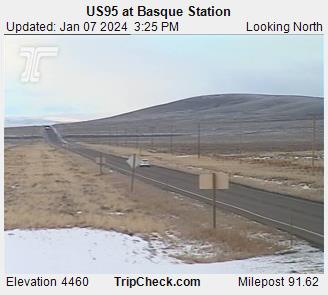 US95 at Basque Station
Updated: Jan 07 2024 3:25 PM Looking North
Elevation 4460 TripCheck.com Milepost 91.62